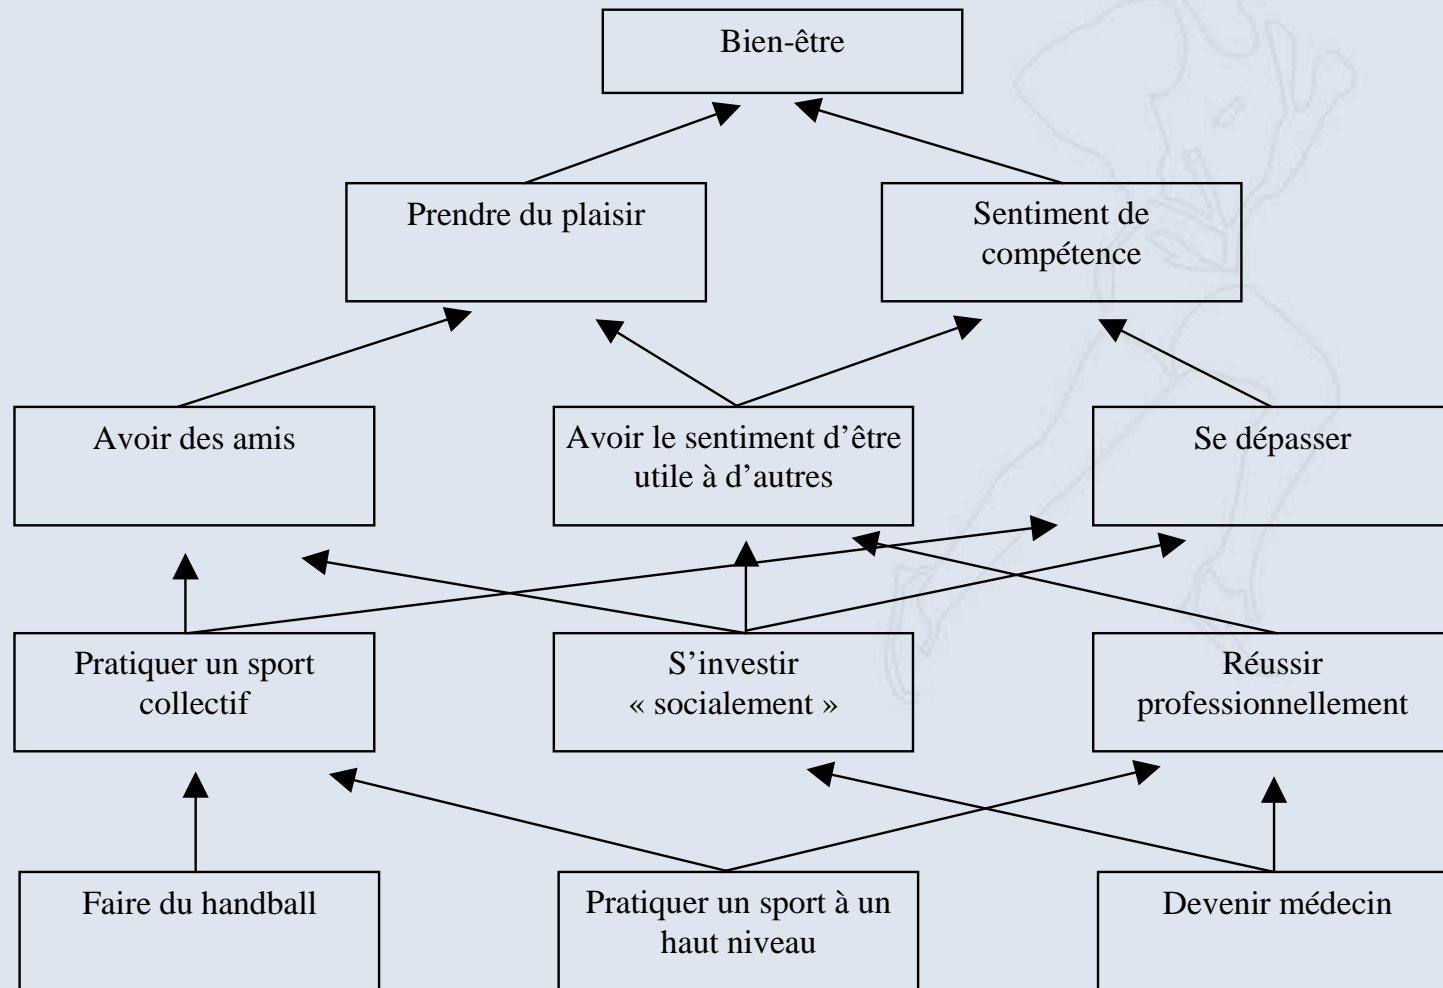 Bien-être
Prendre du plaisir
Sentiment de
compétence
Avoir des amis
Avoir le sentiment d’être
utile à d’autres
Se dépasser
Pratiquer un sport
collectif
S’investir
« socialement »
Réussir
professionnellement
Faire du handball
Pratiquer un sport à un
haut niveau
Devenir médecin